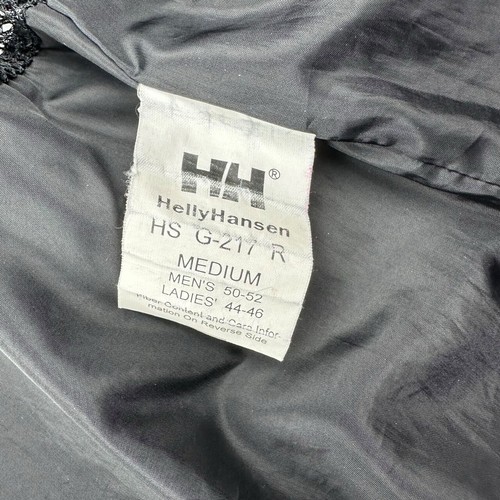 HH®
HellyHansen
HS G-217 R
MEDIUM
MEN'S 50-52
LADIES' 44-46
Fiber Content and Care Infor-
mation On Reverse Side